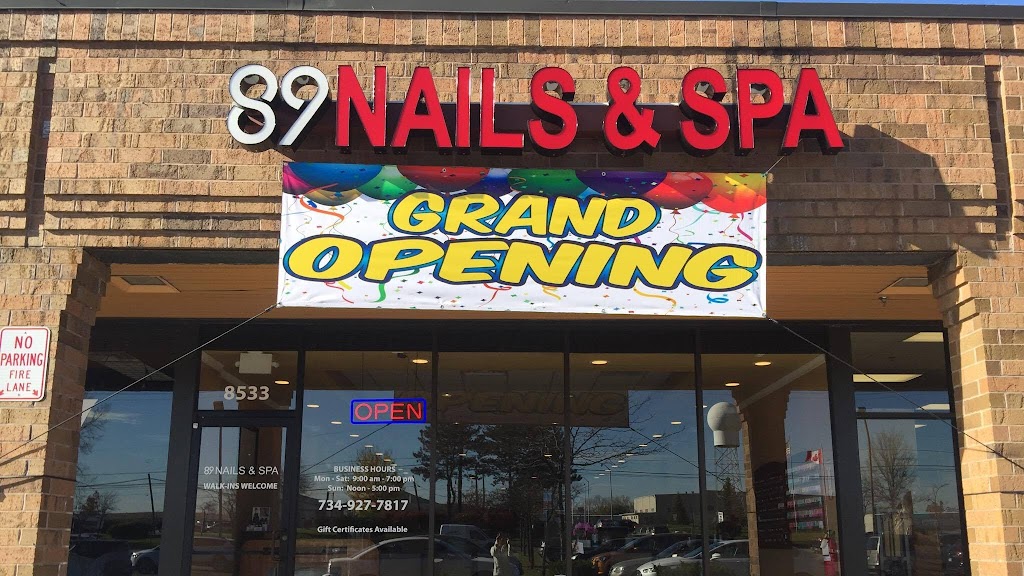 89 NAILS & SPA
GRAND
OPENING
NO
PARKING
FIRE
LANE
8533
OPEN
OPENING
89 NAILS & SPA
WALK-INS WELCOME
BUSINESS HOURS
Mon - Sat: 9:00 am - 7:00 pm
Sun: Noon - 5:00 pm
734-927-7817
Gift Certificates Available